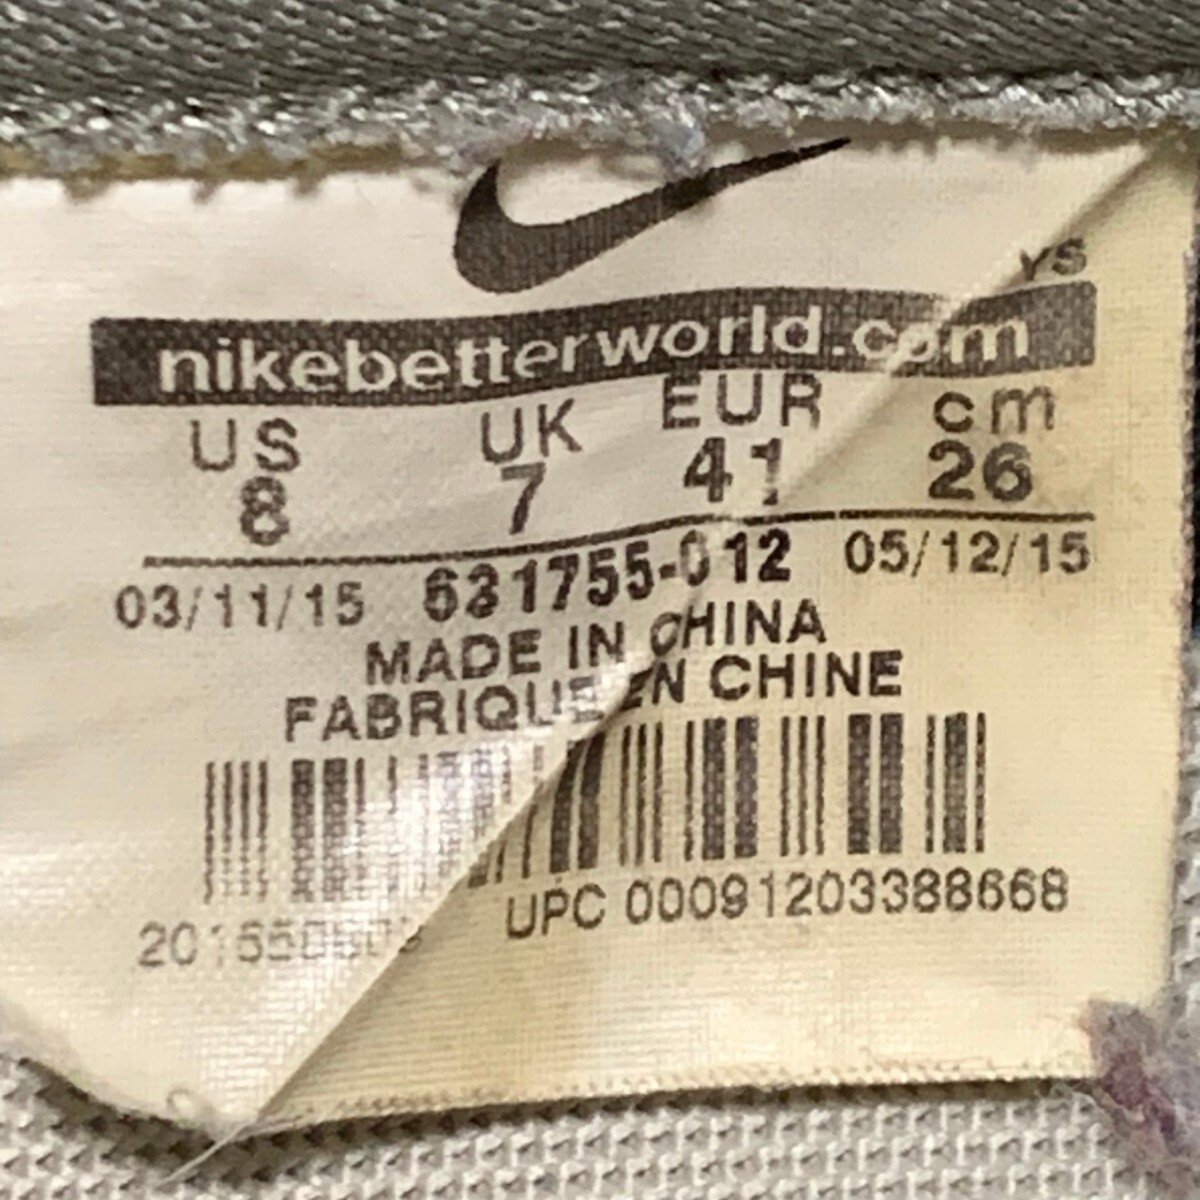 YS
nikebetterworld.com
US UK EUR cm
8 7 41 26
03/11/15 631755-012 05/12/15
MADE IN CHINA
FABRIQUE EN CHINE
UPC 00091203388668